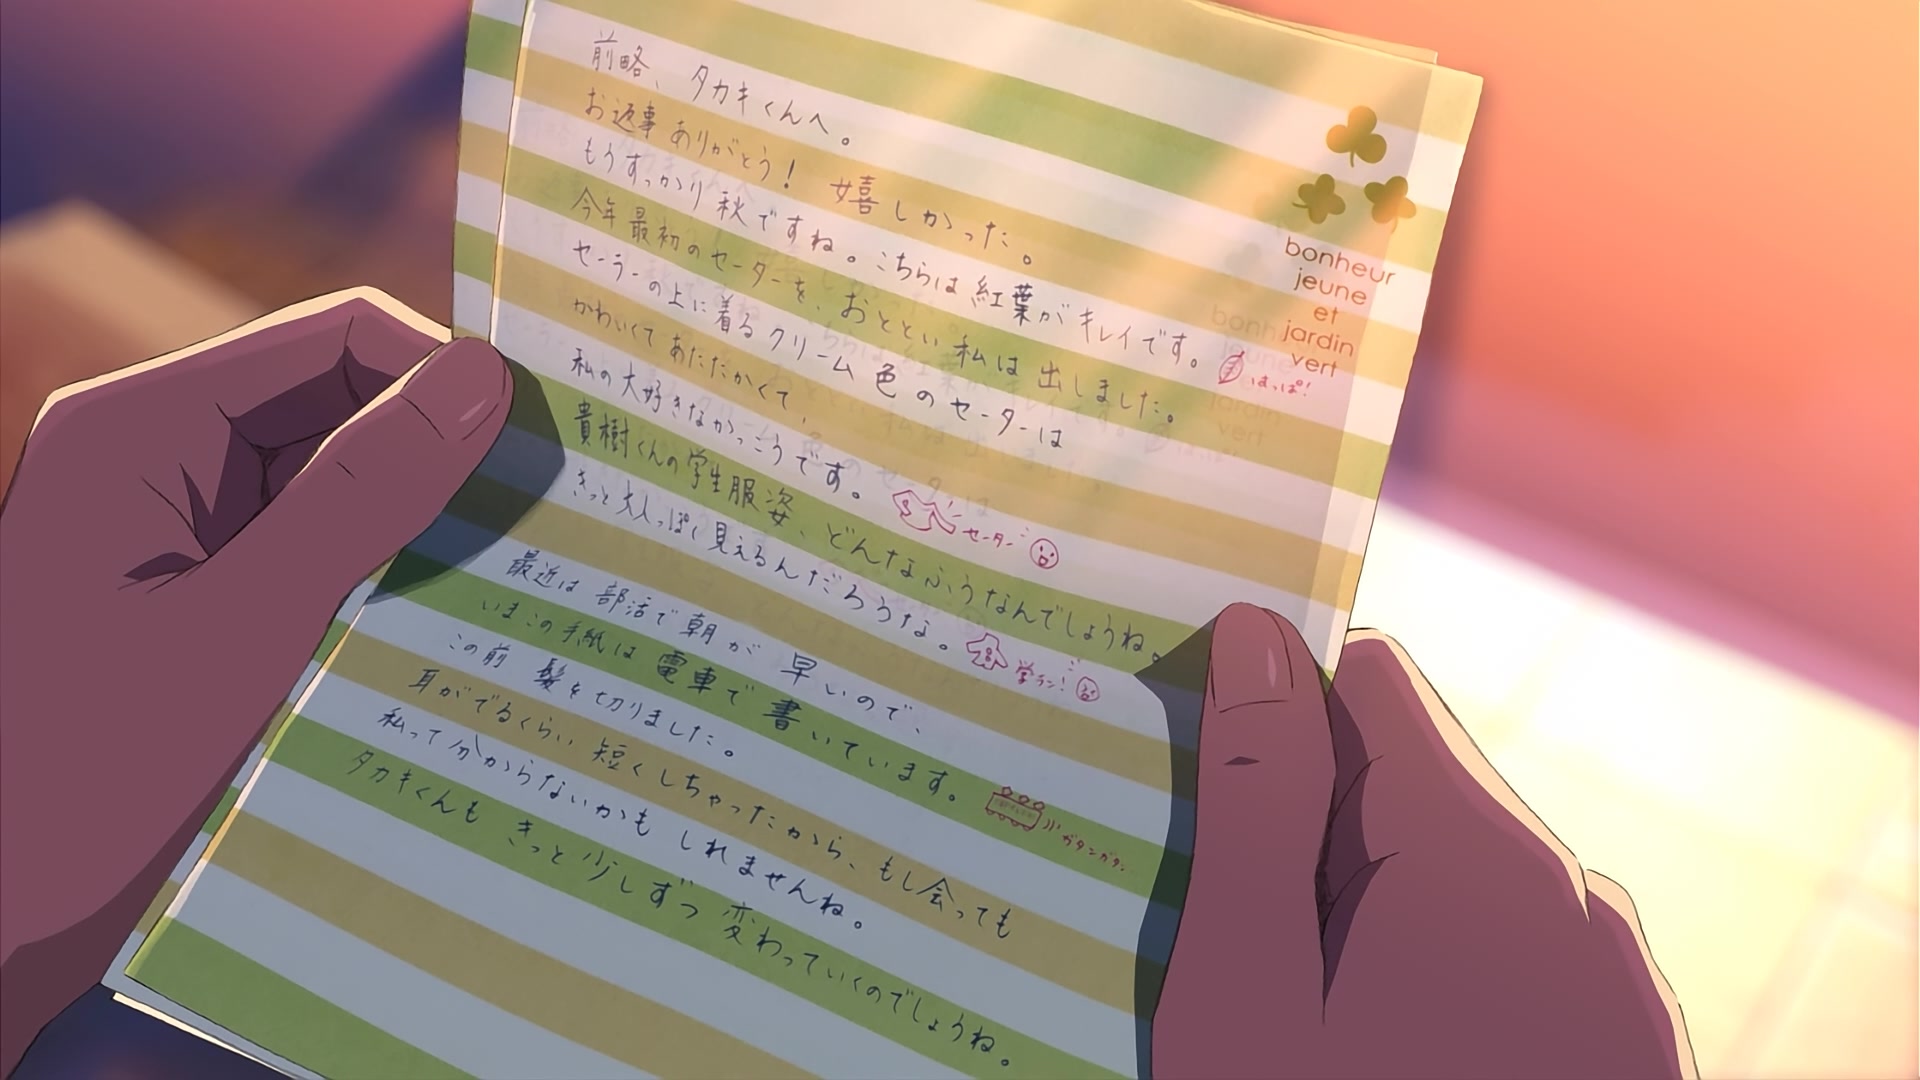 前略、タカキくんへ。
お返事ありがとう! 嬉しかった。
もうすっかり秋ですね。こちらは紅葉がキレイです。
はっぱ!
今年最初のセーターを、おととい私は出しました。
セーラーの上に着るクリーム色のセーターは
かわいくてあたたかくて、
私の大好きなかっこうです。
セーター
貴樹くんの学生服姿、どんなふうなんでしょうね。
きっと大人っぽく見えるんだろうな。
学ラン!
最近は部活で朝が早いので、
いまこの手紙は電車で書いています。
ガタンガタン
この前髪を切りました。
耳がでるくらい短くしちゃったから、もし会っても
私って分からないかもしれませんね。
タカキくんもきっと少しずつ変わっていくのでしょうね。
bonheur
jeune
et
jardin
vert